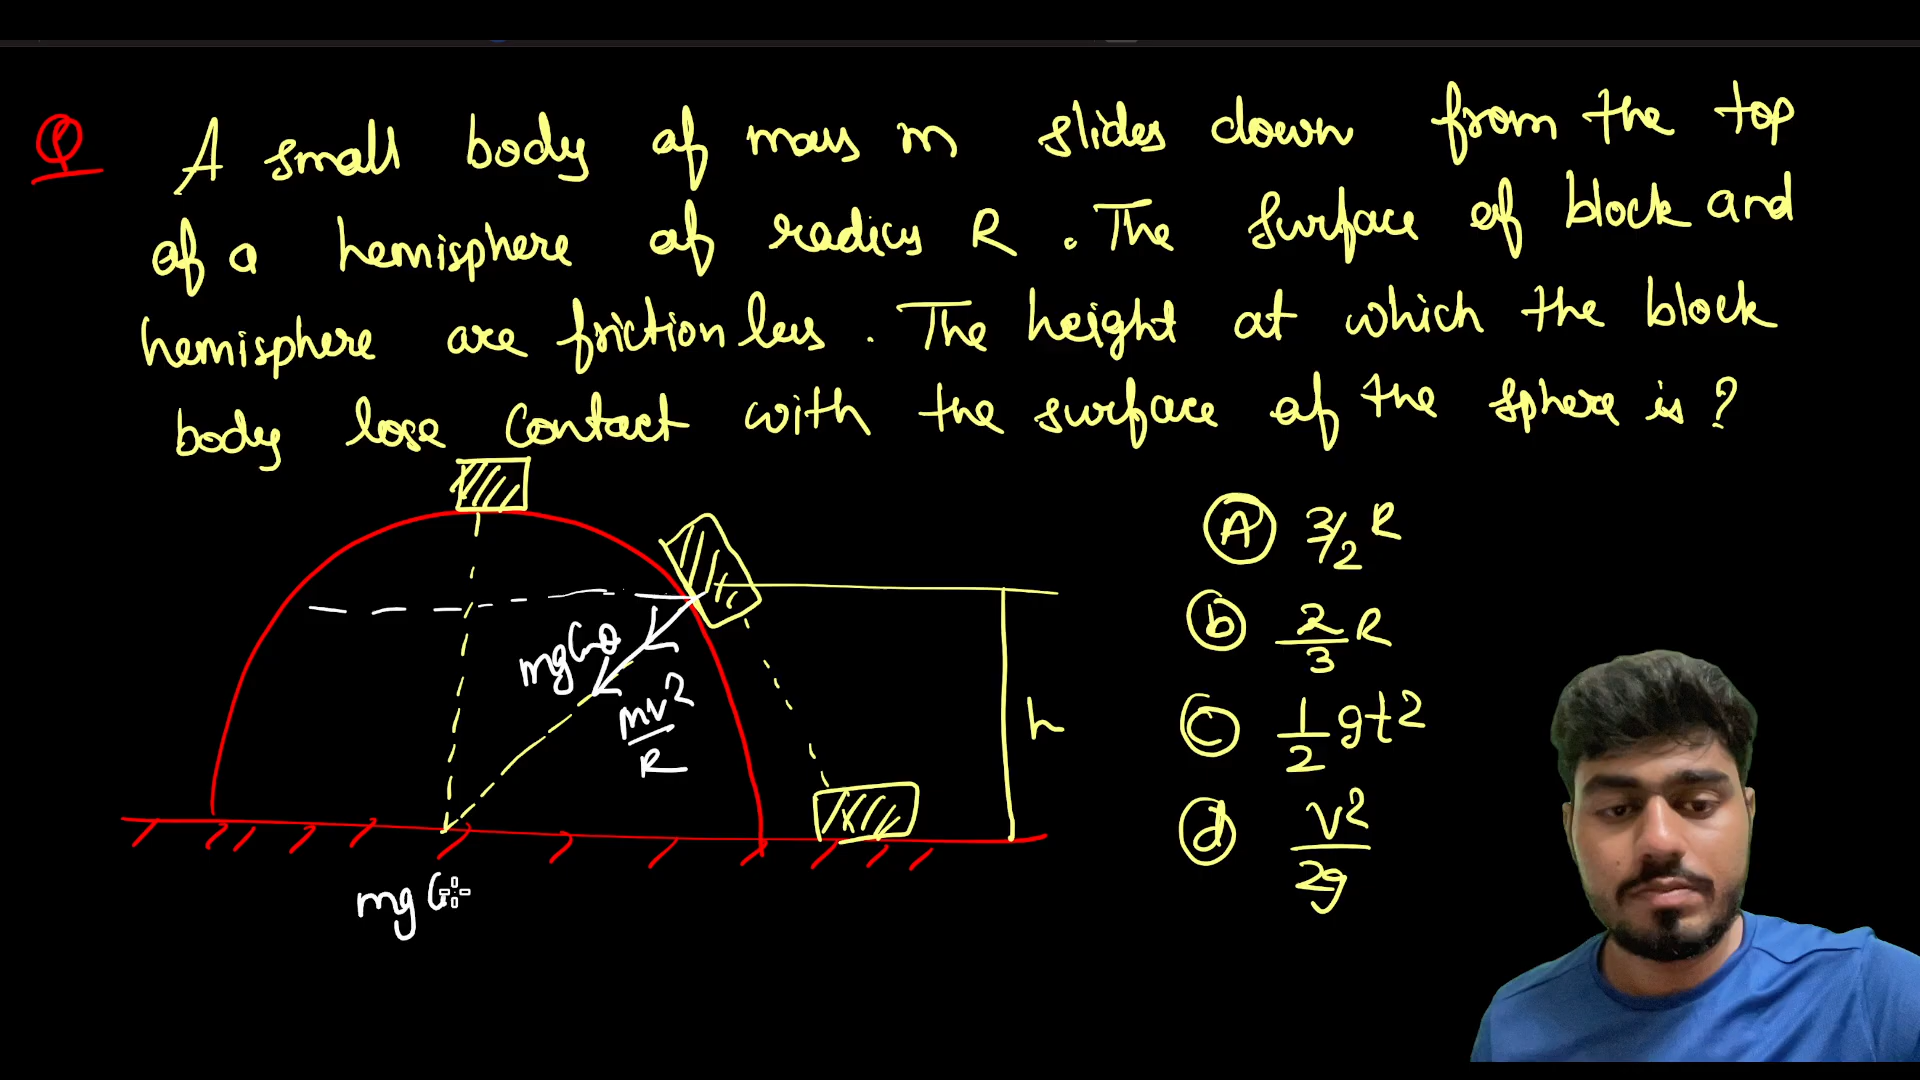 Q A small body of mass m slides down from the top
of a hemisphere of radius R. The surface of block and
hemisphere are frictionless. The height at which the block
body lose contact with the surface of the sphere is?
A 3/2 R
b 2/3 R
mg Cosθ
mv²/R
h
C 1/2 gt²
d v²/2g
mg